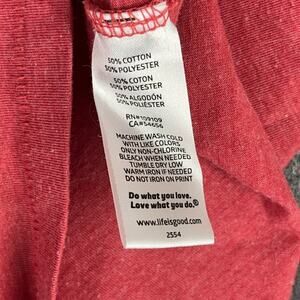 50% COTTON
50% POLYESTER
50% COTON
50% POLYESTER
50% ALGODÓN
50% POLIÉSTER
RN#109109
CA#54656
MACHINE WASH COLD
WITH LIKE COLORS
ONLY NON-CHLORINE
BLEACH WHEN NEEDED
TUMBLE DRY LOW
WARM IRON IF NEEDED
DO NOT IRON ON PRINT
Do what you love.
Love what you do.®
www.lifeisgood.com
2554